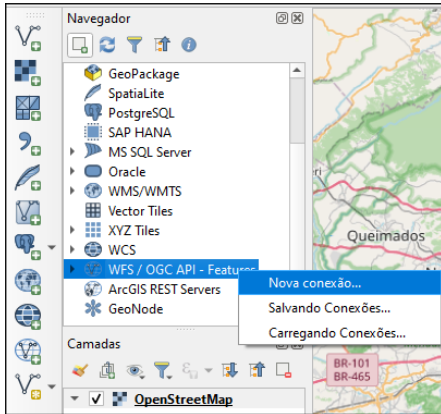 Navegador
GeoPackage
SpatiaLite
PostgreSQL
SAP HANA
MS SQL Server
Oracle
WMS/WMTS
Vector Tiles
XYZ Tiles
WCS
WFS / OGC API - Features
ArcGIS REST Servers
GeoNode
Nova conexão...
Salvando Conexões...
Carregando Conexões...
Camadas
OpenStreetMap
eri
Queimados
BR-101
BR-465